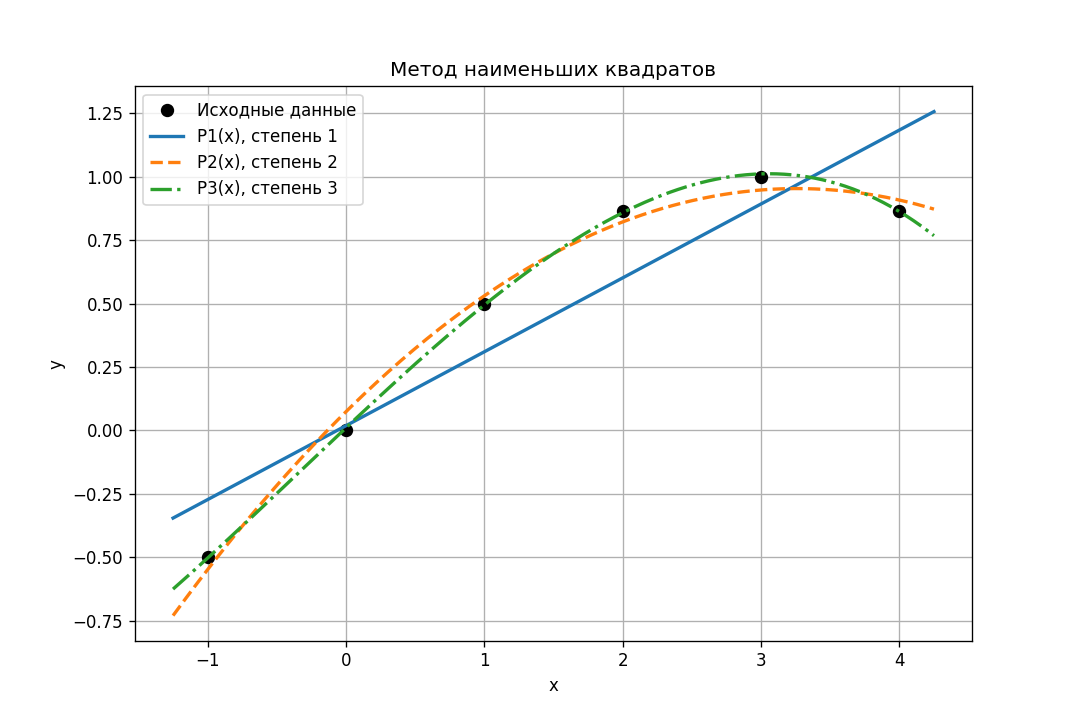 Метод наименьших квадратов
Исходные данные
P1(x), степень 1
P2(x), степень 2
P3(x), степень 3
1.25
1.00
0.75
0.50
0.25
0.00
−0.25
−0.50
−0.75
y
−1
0
1
2
3
4
x